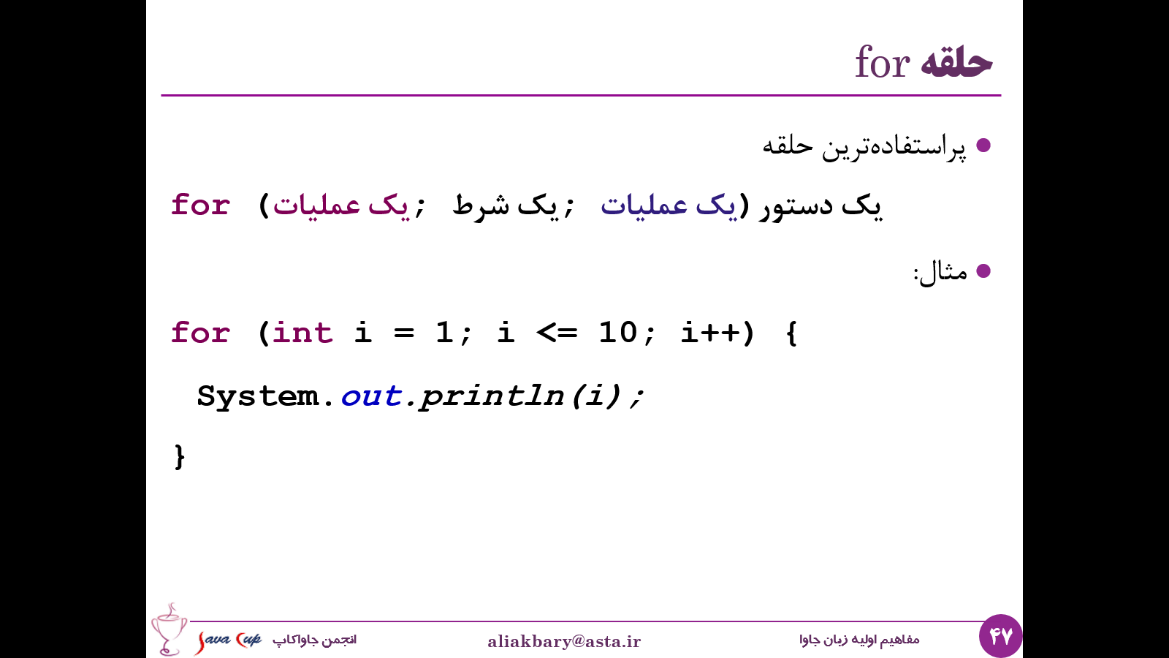 حلقه for
پراستفاده‌ترین حلقه
for (یک عملیات; یک شرط; یک عملیات) یک دستور
مثال:
for (int i = 1; i <= 10; i++) {
System.out.println(i);
}
Java Cup انجمن جاواکاپ
aliakbary@asta.ir
مفاهیم اولیه زبان جاوا
۴۷